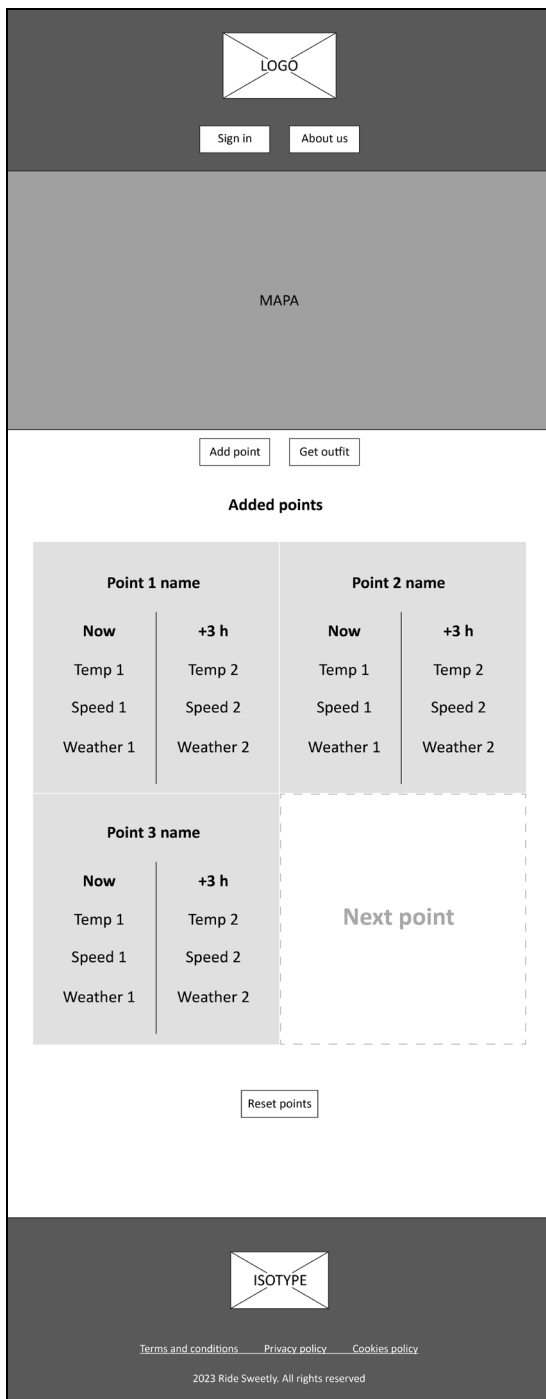 LOGO
Sign in About us
MAPA
Add point Get outfit
Added points
Point 1 name
Now +3 h
Temp 1 Temp 2
Speed 1 Speed 2
Weather 1 Weather 2
Point 2 name
Now +3 h
Temp 1 Temp 2
Speed 1 Speed 2
Weather 1 Weather 2
Point 3 name
Now +3 h
Temp 1 Temp 2
Speed 1 Speed 2
Weather 1 Weather 2
Next point
Reset points
ISOTYPE
Terms and conditions Privacy policy Cookies policy
2023 Ride Sweetly. All rights reserved